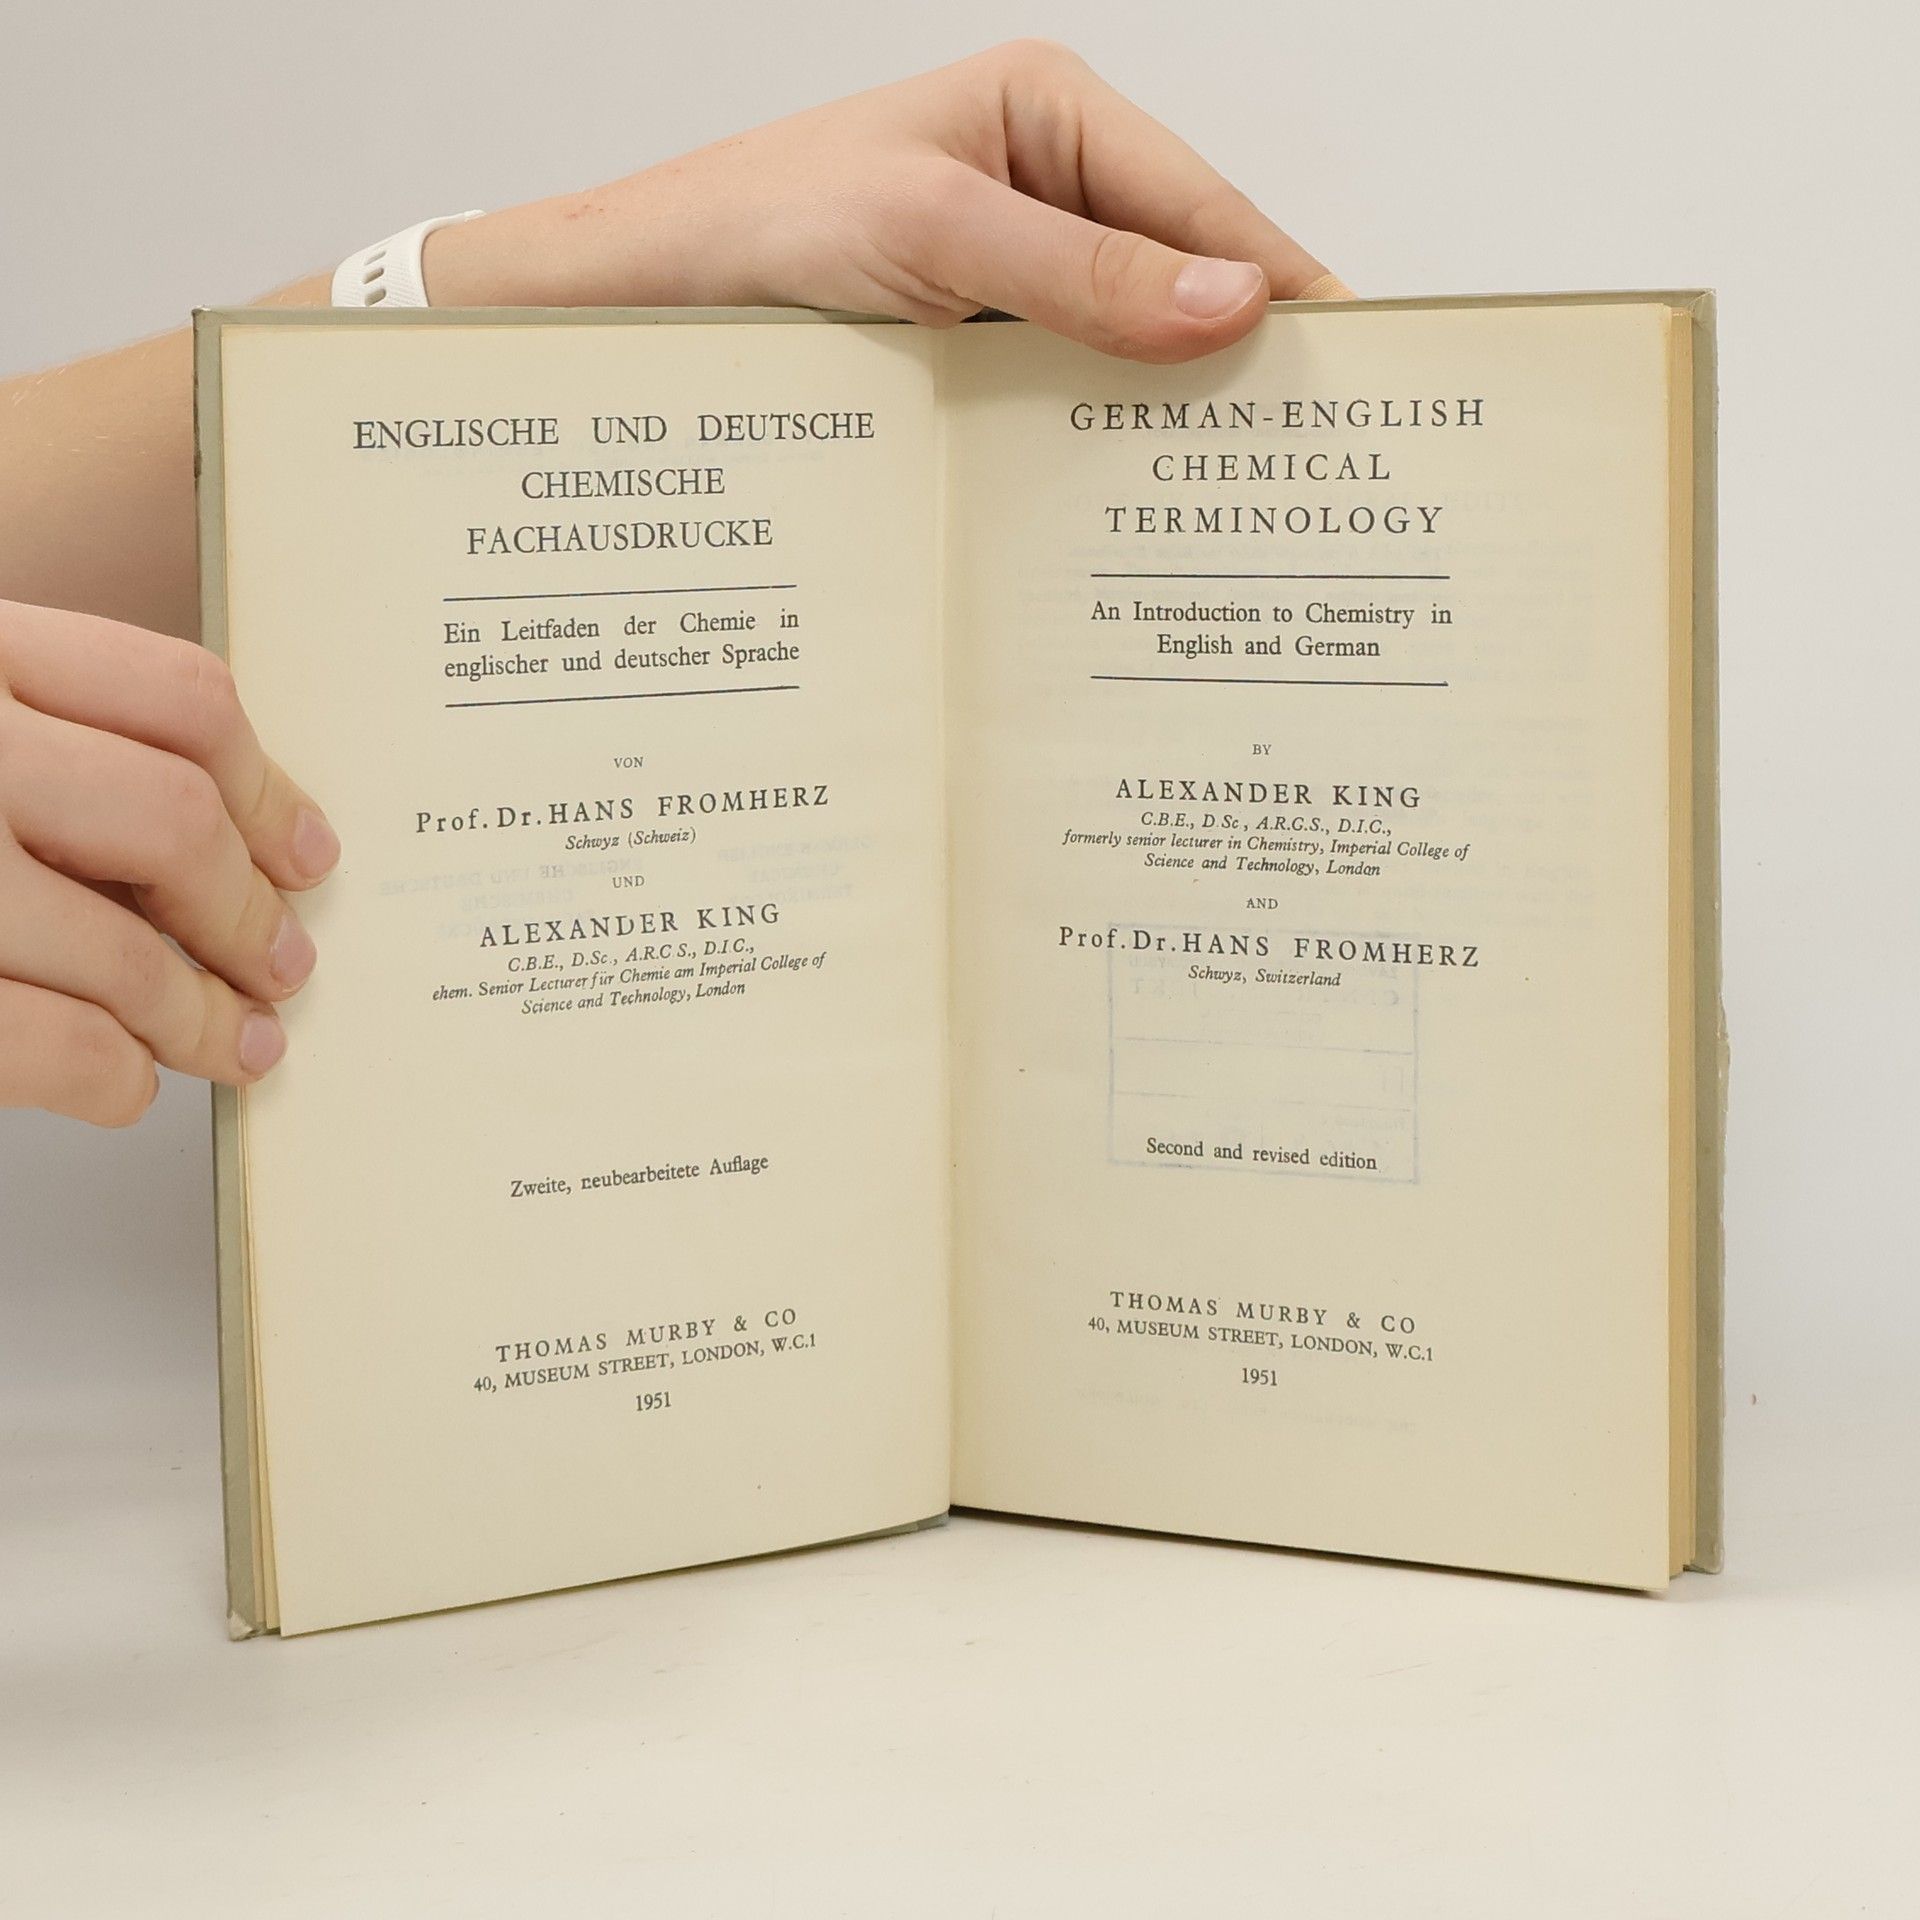 ENGLISCHE UND DEUTSCHE
CHEMISCHE
FACHAUSDRUCKE
Ein Leitfaden der Chemie in
englischer und deutscher Sprache
VON
Prof. Dr. HANS FROMHERZ
Schwyz (Schweiz)
UND
ALEXANDER KING
C.B.E., D.Sc., A.R.C.S., D.I.C.,
ehem. Senior Lecturer für Chemie am Imperial College of
Science and Technology, London
Zweite, neubearbeitete Auflage
THOMAS MURBY & CO
40, MUSEUM STREET, LONDON, W.C.1
1951
GERMAN-ENGLISH
CHEMICAL
TERMINOLOGY
An Introduction to Chemistry in
English and German
BY
ALEXANDER KING
C.B.E., D.Sc., A.R.C.S., D.I.C.,
formerly senior lecturer in Chemistry, Imperial College of
Science and Technology, London
AND
Prof. Dr. HANS FROMHERZ
Schwyz, Switzerland
Second and revised edition
THOMAS MURBY & CO
40, MUSEUM STREET, LONDON, W.C.1
1951